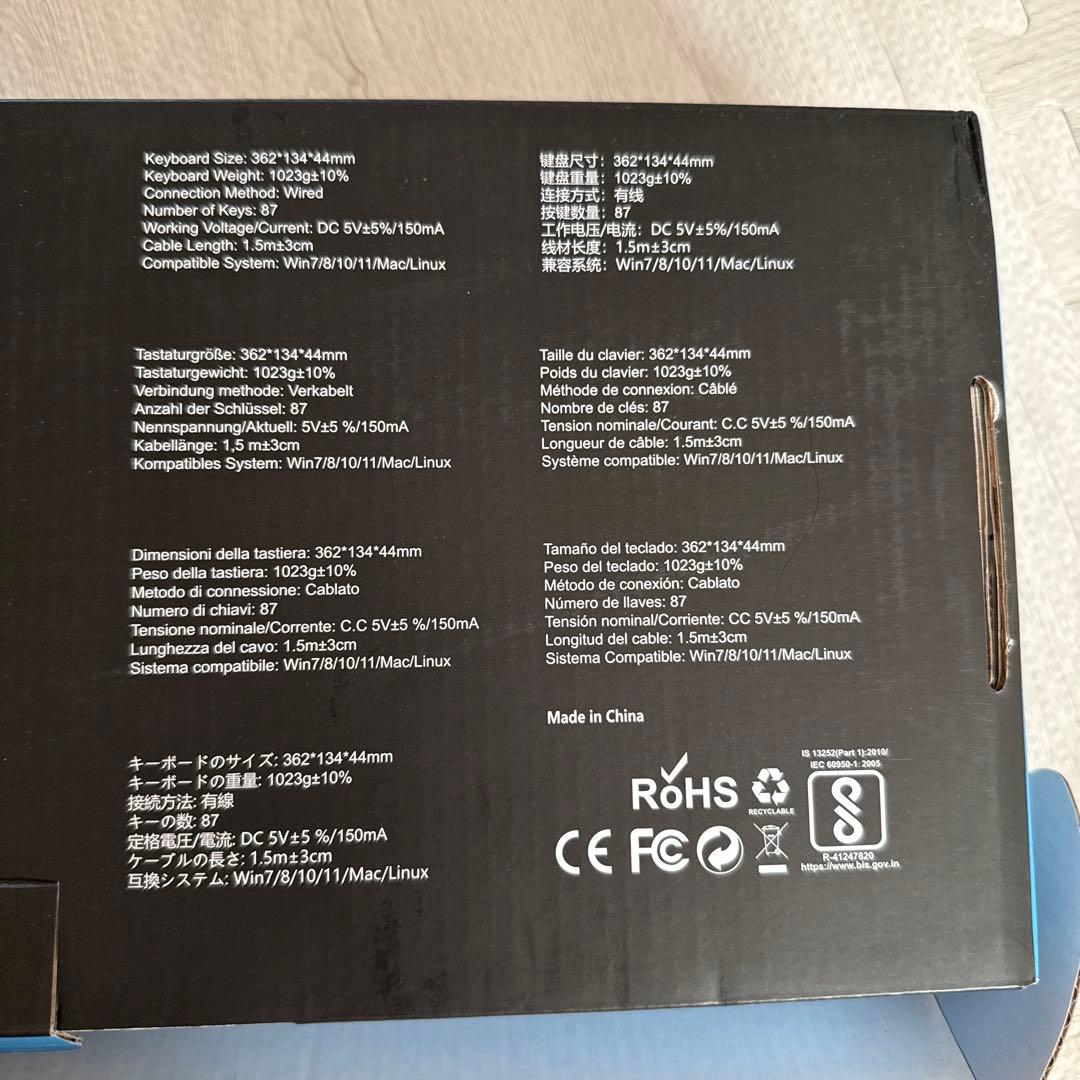 Keyboard Size: 362*134*44mm
Keyboard Weight: 1023g±10%
Connection Method: Wired
Number of Keys: 87
Working Voltage/Current: DC 5V±5%/150mA
Cable Length: 1.5m±3cm
Compatible System: Win7/8/10/11/Mac/Linux
键盘尺寸: 362*134*44mm
键盘重量: 1023g±10%
连接方式: 有线
按键数量: 87
工作电压/电流: DC 5V±5%/150mA
线材长度: 1.5m±3cm
兼容系统: Win7/8/10/11/Mac/Linux
Tastaturgröße: 362*134*44mm
Tastaturgewicht: 1023g±10%
Verbindung methode: Verkabelt
Anzahl der Schlüssel: 87
Nennspannung/Aktuell: 5V±5 %/150mA
Kabellänge: 1,5 m±3cm
Kompatibles System: Win7/8/10/11/Mac/Linux
Taille du clavier: 362*134*44mm
Poids du clavier: 1023g±10%
Méthode de connexion: Câblé
Nombre de clés: 87
Tension nominale/Courant: C.C 5V±5 %/150mA
Longueur de câble: 1.5m±3cm
Système compatible: Win7/8/10/11/Mac/Linux
Dimensioni della tastiera: 362*134*44mm
Peso della tastiera: 1023g±10%
Metodo di connessione: Cablato
Numero di chiavi: 87
Tensione nominale/Corrente: C.C 5V±5 %/150mA
Lunghezza del cavo: 1.5m±3cm
Sistema compatibile: Win7/8/10/11/Mac/Linux
Tamaño del teclado: 362*134*44mm
Peso del teclado: 1023g±10%
Método de conexión: Cablato
Número de llaves: 87
Tensión nominal/Corriente: CC 5V±5 %/150mA
Longitud del cable: 1.5m±3cm
Sistema Compatible: Win7/8/10/11/Mac/Linux
Made in China
キーボードのサイズ: 362*134*44mm
キーボードの重量: 1023g±10%
接続方法: 有線
キーの数: 87
定格電圧/電流: DC 5V±5 %/150mA
ケーブルの長さ: 1.5m±3cm
互換システム: Win7/8/10/11/Mac/Linux
RoHS
RECYCLABLE
IS 13252(Part 1):2010/
IEC 60950-1: 2005
CE FC
R-41247820
https://www.bis.gov.in